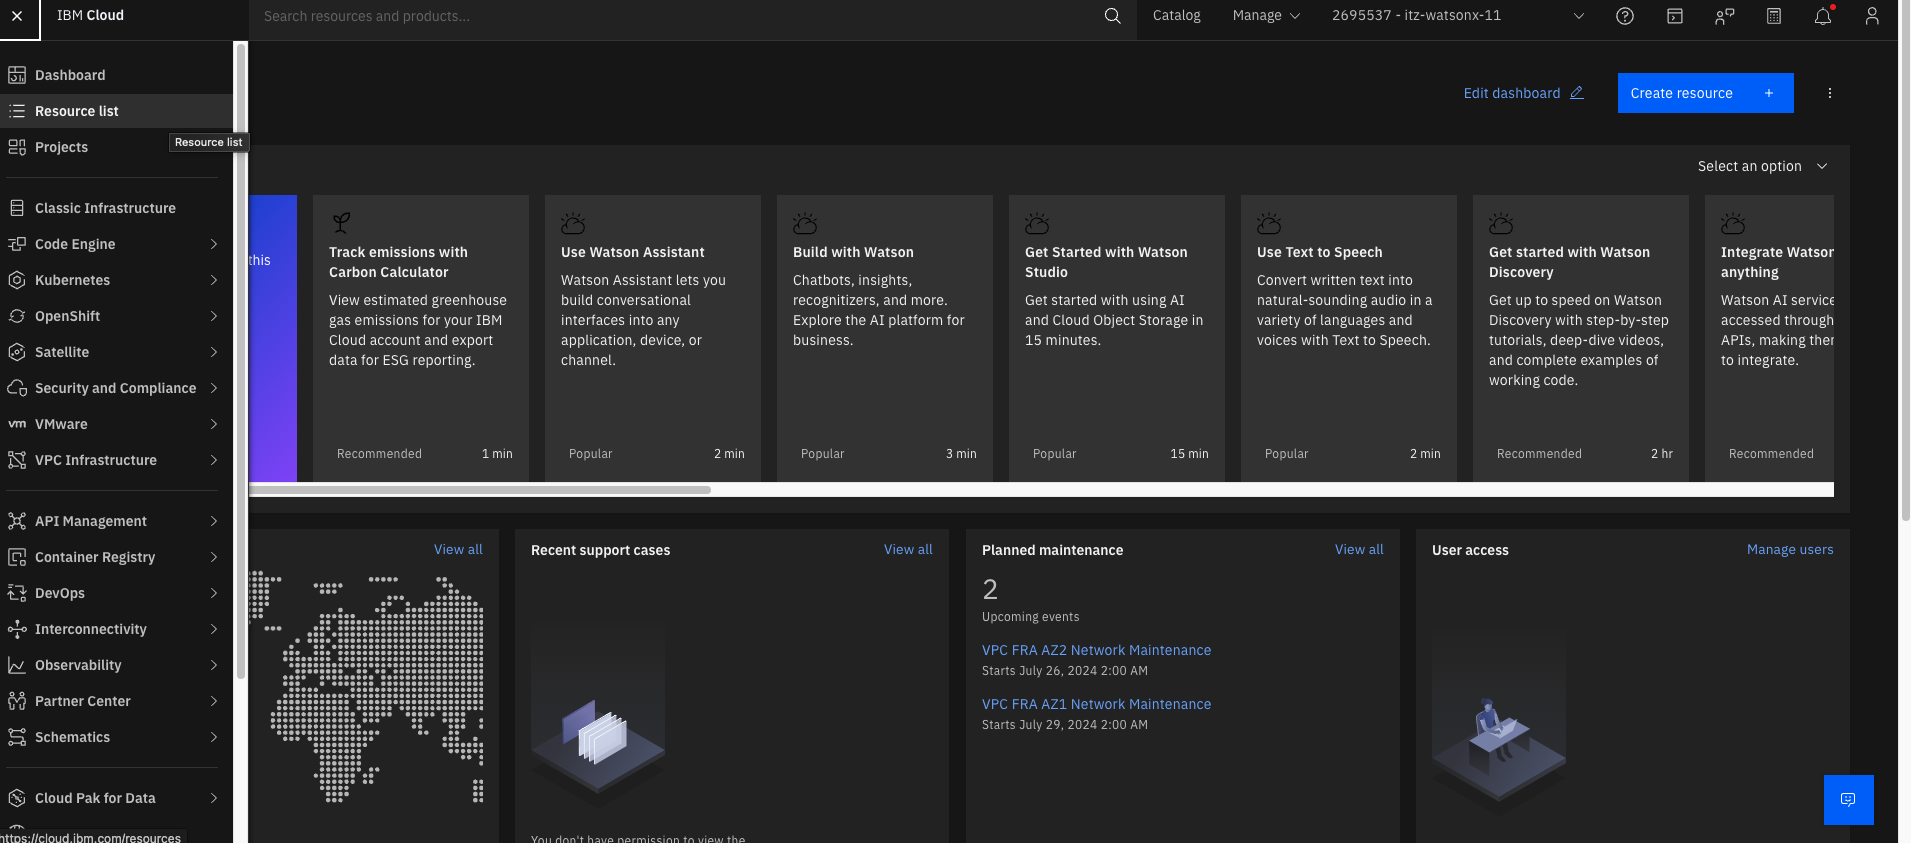 IBM Cloud
Search resources and products...
Catalog
Manage
2695537 - itz-watsonx-11
Dashboard
Resource list
Resource list
Projects
Classic Infrastructure
Code Engine
Kubernetes
OpenShift
Satellite
Security and Compliance
vm VMware
VPC Infrastructure
API Management
Container Registry
DevOps
Interconnectivity
Observability
Partner Center
Schematics
Cloud Pak for Data
https://cloud.ibm.com/resources
Edit dashboard
Create resource +
Select an option
this
Track emissions with
Carbon Calculator
View estimated greenhouse
gas emissions for your IBM
Cloud account and export
data for ESG reporting.
Recommended 1 min
Use Watson Assistant
Watson Assistant lets you
build conversational
interfaces into any
application, device, or
channel.
Popular 2 min
Build with Watson
Chatbots, insights,
recognitizers, and more.
Explore the AI platform for
business.
Popular 3 min
Get Started with Watson
Studio
Get started with using AI
and Cloud Object Storage in
15 minutes.
Popular 15 min
Use Text to Speech
Convert written text into
natural-sounding audio in a
variety of languages and
voices with Text to Speech.
Popular 2 min
Get started with Watson
Discovery
Get up to speed on Watson
Discovery with step-by-step
tutorials, deep-dive videos,
and complete examples of
working code.
Recommended 2 hr
Integrate Watson
anything
Watson AI service
accessed through
APIs, making ther
to integrate.
Recommended
View all
Recent support cases View all
You don't have permission to view the
Planned maintenance View all
2
Upcoming events
VPC FRA AZ2 Network Maintenance
Starts July 26, 2024 2:00 AM
VPC FRA AZ1 Network Maintenance
Starts July 29, 2024 2:00 AM
User access Manage users